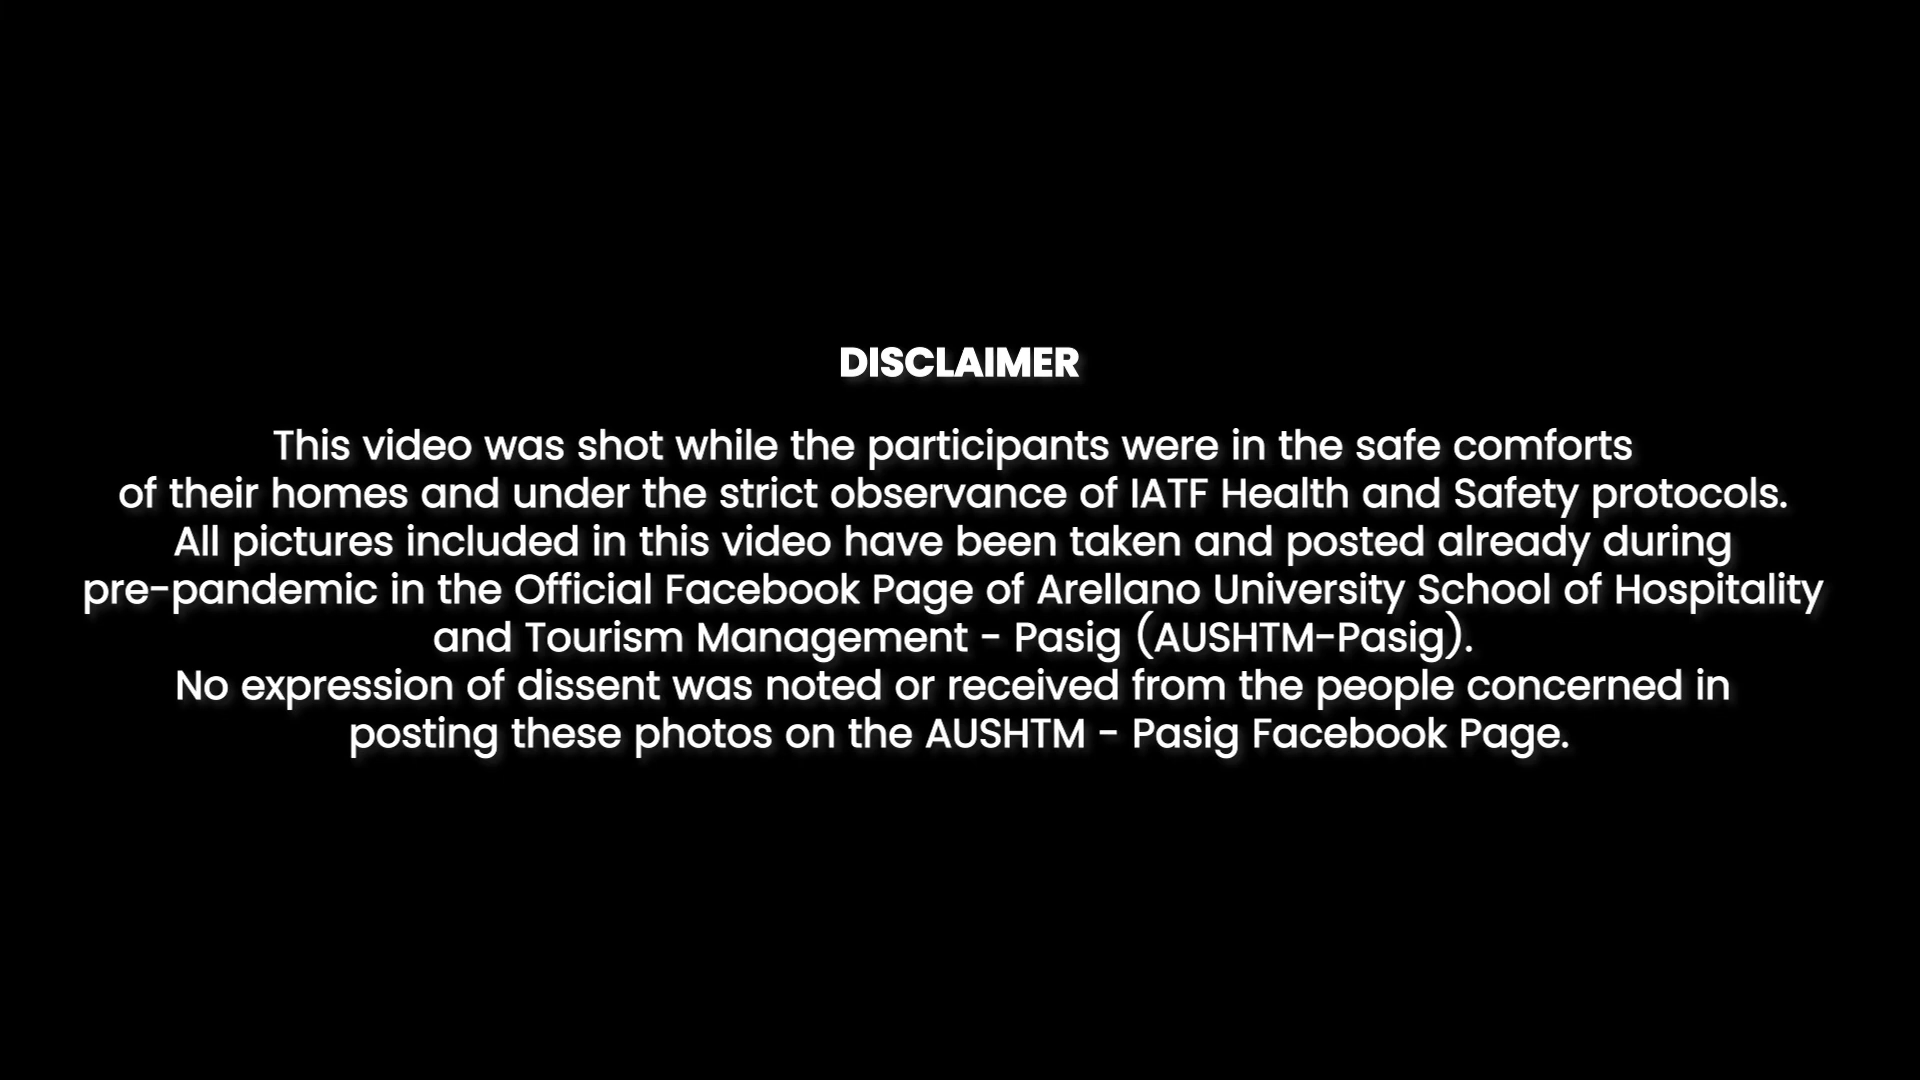 DISCLAIMER
This video was shot while the participants were in the safe comforts
of their homes and under the strict observance of IATF Health and Safety protocols.
All pictures included in this video have been taken and posted already during
pre-pandemic in the Official Facebook Page of Arellano University School of Hospitality
and Tourism Management - Pasig (AUSHTM-Pasig).
No expression of dissent was noted or received from the people concerned in
posting these photos on the AUSHTM - Pasig Facebook Page.